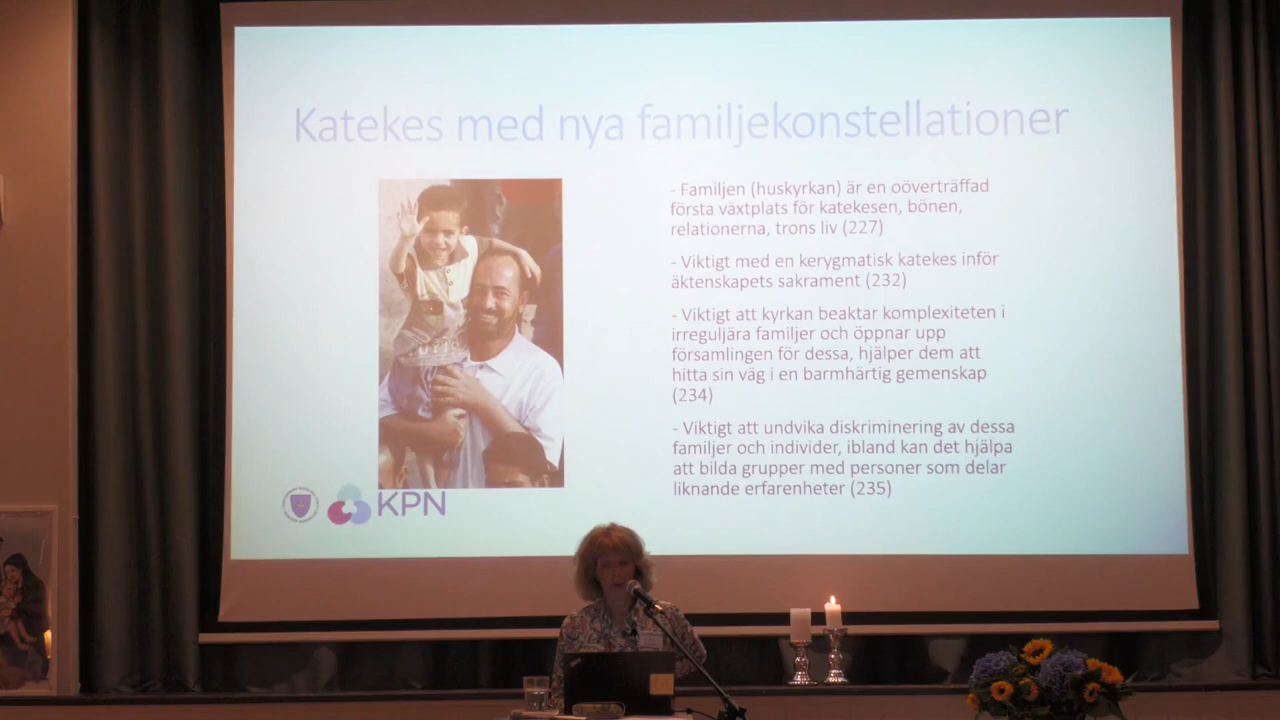 Katekes med nya familjekonstellationer
- Familjen (huskyrkan) är en oöverträffad
första växtplats för katekesen, bönen,
relationerna, trons liv (227)
- Viktigt med en kerygmatisk katekes inför
äktenskapets sakrament (232)
- Viktigt att kyrkan beaktar komplexiteten i
irreguljära familjer och öppnar upp
församlingen för dessa, hjälper dem att
hitta sin väg i en barmhärtig gemenskap
(234)
- Viktigt att undvika diskriminering av dessa
familjer och individer, ibland kan det hjälpa
att bilda grupper med personer som delar
liknande erfarenheter (235)
KPN